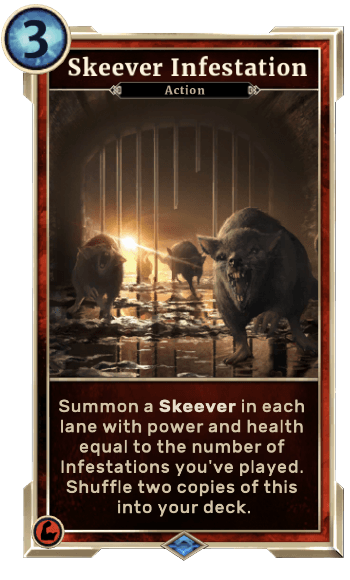 3
Skeever Infestation
Action
Summon a Skeever in each
lane with power and health
equal to the number of
Infestations you've played.
Shuffle two copies of this
into your deck.